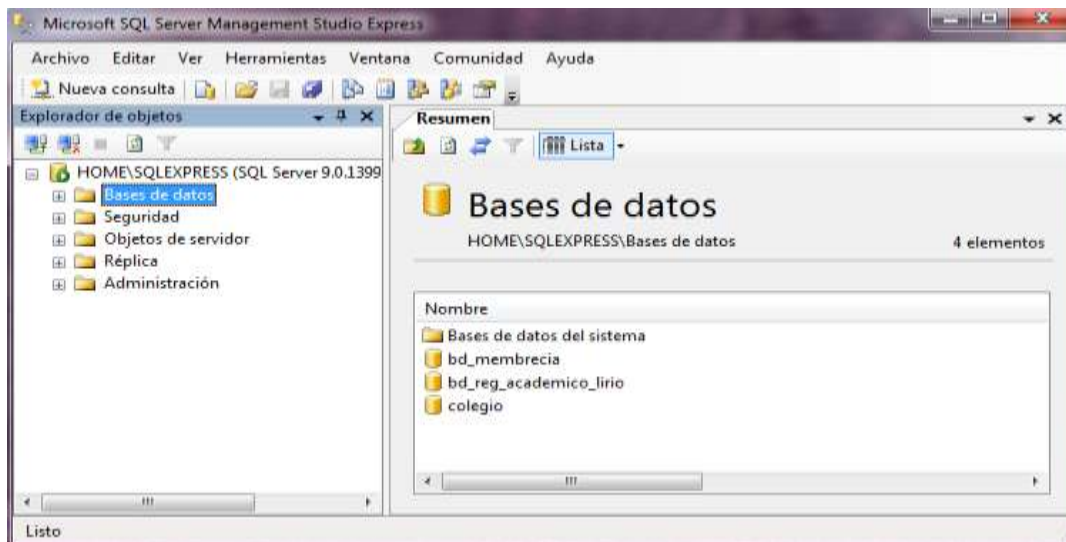 Microsoft SQL Server Management Studio Express
Archivo Editar Ver Herramientas Ventana Comunidad Ayuda
Nueva consulta
Explorador de objetos
HOME\SQLEXPRESS (SQL Server 9.0.1399
Bases de datos
Seguridad
Objetos de servidor
Réplica
Administración
Resumen
Lista
Bases de datos
HOME\SQLEXPRESS\Bases de datos
4 elementos
Nombre
Bases de datos del sistema
bd_membrecia
bd_reg_academico_lirio
colegio
Listo